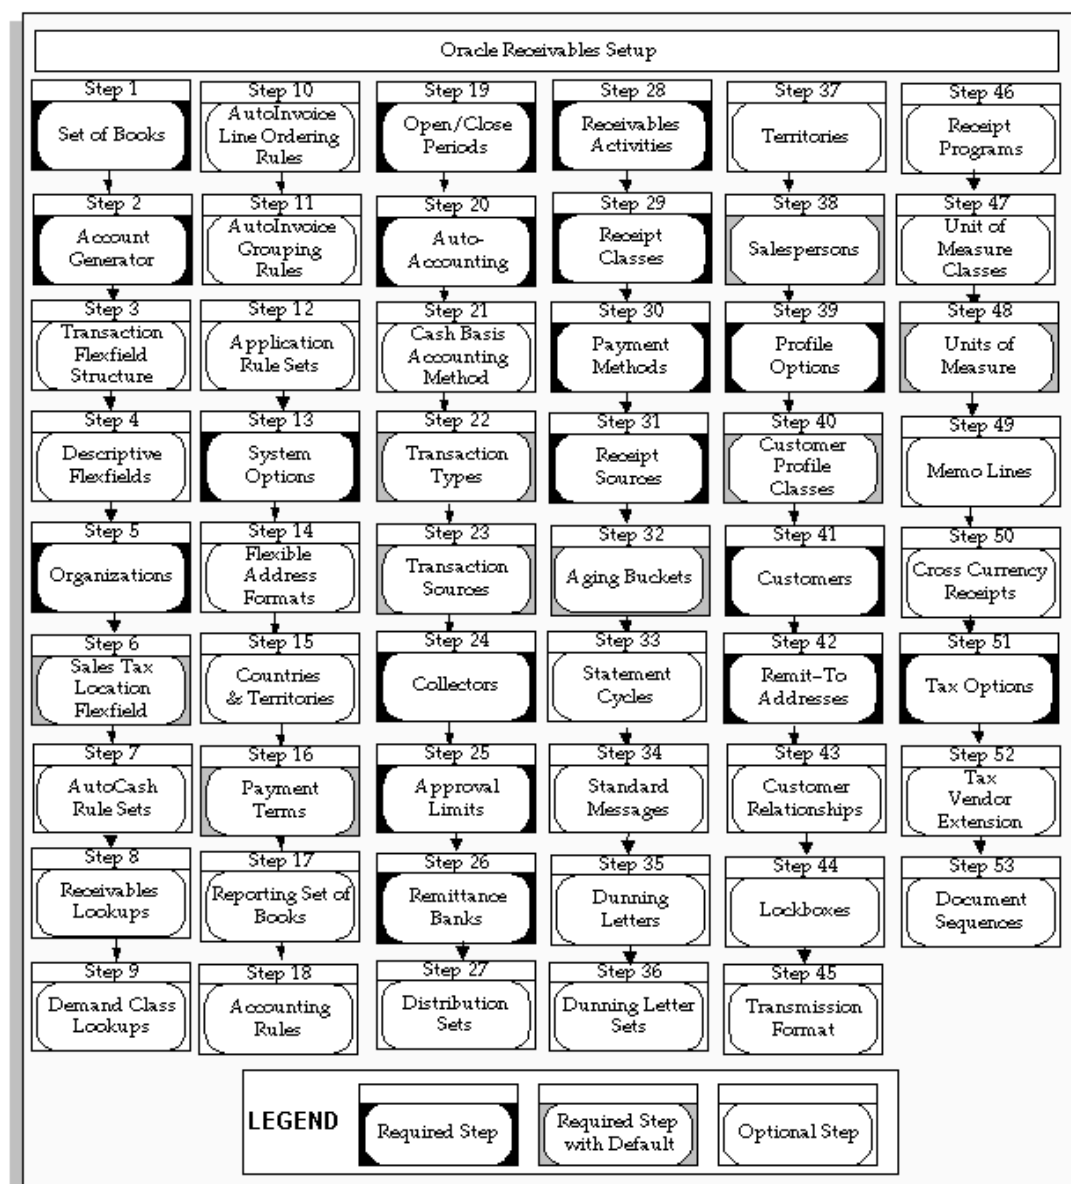 Oracle Receivables Setup
Step 1
Set of Books
Step 2
Account
Generator
Step 3
Transaction
Flexfield
Structure
Step 4
Descriptive
Flexfields
Step 5
Organizations
Step 6
Sales Tax
Location
Flexfield
Step 7
AutoCash
Rule Sets
Step 8
Receivables
Lookups
Step 9
Demand Class
Lookups
Step 10
AutoInvoice
Line Ordering
Rules
Step 11
AutoInvoice
Grouping
Rules
Step 12
Application
Rule Sets
Step 13
System
Options
Step 14
Flexible
Address
Formats
Step 15
Countries
& Territories
Step 16
Payment
Terms
Step 17
Reporting Set of
Books
Step 18
Accounting
Rules
Step 19
Open/Close
Periods
Step 20
Auto-
Accounting
Step 21
Cash Basis
Accounting
Method
Step 22
Transaction
Types
Step 23
Transaction
Sources
Step 24
Collectors
Step 25
Approval
Limits
Step 26
Remittance
Banks
Step 27
Distribution
Sets
Step 28
Receivables
Activities
Step 29
Receipt
Classes
Step 30
Payment
Methods
Step 31
Receipt
Sources
Step 32
Aging Buckets
Step 33
Statement
Cycles
Step 34
Standard
Messages
Step 35
Dunning
Letters
Step 36
Dunning Letter
Sets
Step 37
Territories
Step 38
Salespersons
Step 39
Profile
Options
Step 40
Customer
Profile
Classes
Step 41
Customers
Step 42
Remit-To
Addresses
Step 43
Customer
Relationships
Step 44
Lockboxes
Step 45
Transmission
Format
Step 46
Receipt
Programs
Step 47
Unit of
Measure
Classes
Step 48
Units of
Measure
Step 49
Memo Lines
Step 50
Cross Currency
Receipts
Step 51
Tax Options
Step 52
Tax
Vendor
Extension
Step 53
Document
Sequences
LEGEND
Required Step
Required Step
with Default
Optional Step